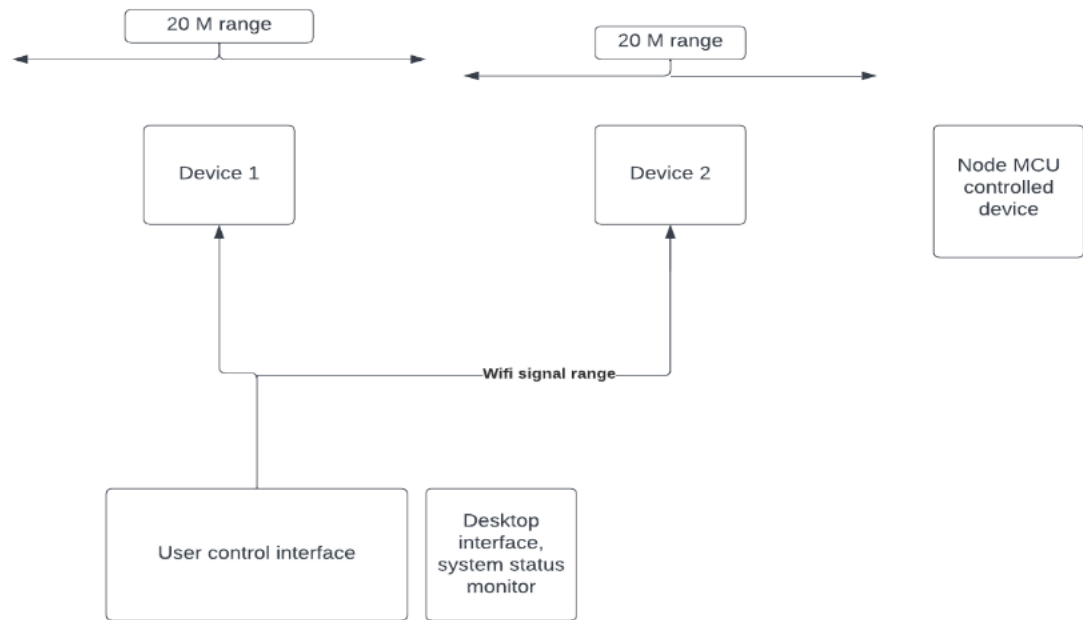 20 M range
20 M range
Device 1
Device 2
Node MCU
controlled
device
Wifi signal range
User control interface
Desktop
interface,
system status
monitor